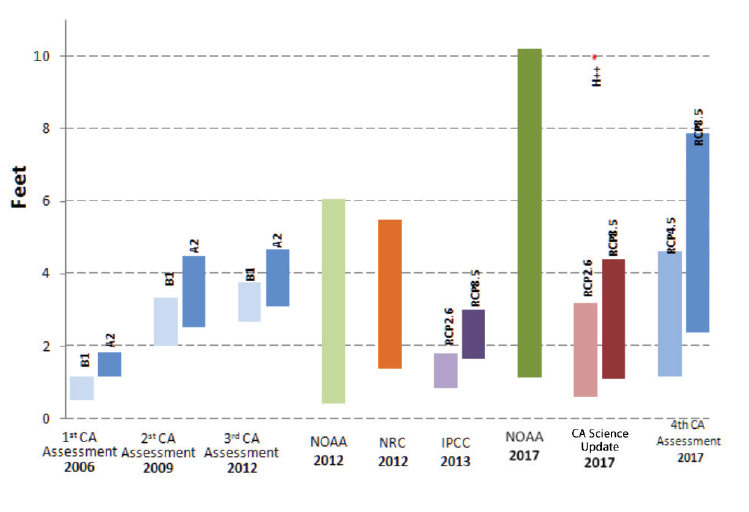 10
8
6
4
2
0
Feet
B1
A2
B1
A2
B1
A2
RCP2.6
RCP8.5
H++
*
RCP2.6
RCP8.5
RCP4.5
RCP8.5
1st CA
Assessment
2006
2st CA
Assessment
2009
3rd CA
Assessment
2012
NOAA
2012
NRC
2012
IPCC
2013
NOAA
2017
CA Science
Update
2017
4th CA
Assessment
2017